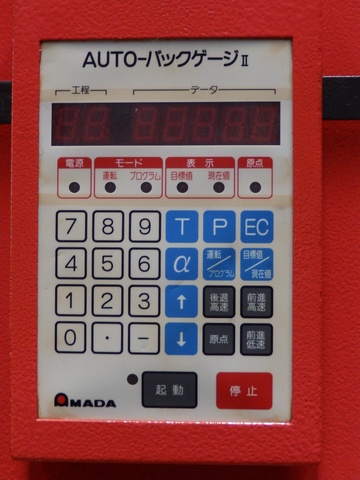 AUTO-バックゲージII
工程 データ
電源 モード 表示 原点
運転 プログラム 目標値 現在値
7 8 9 T P EC
4 5 6 α 運転/プログラム 目標値/現在値
1 2 3 ↑ 後退高速 前進高速
0 · − ↓ 原点 前進低速
起動 停止
AMADA